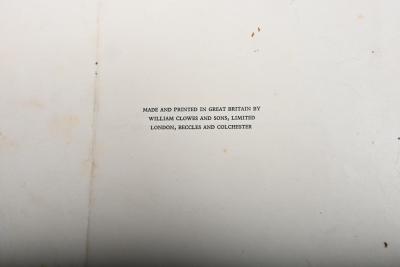 MADE AND PRINTED IN GREAT BRITAIN BY
WILLIAM CLOWES AND SONS, LIMITED
LONDON, BECCLES AND COLCHESTER